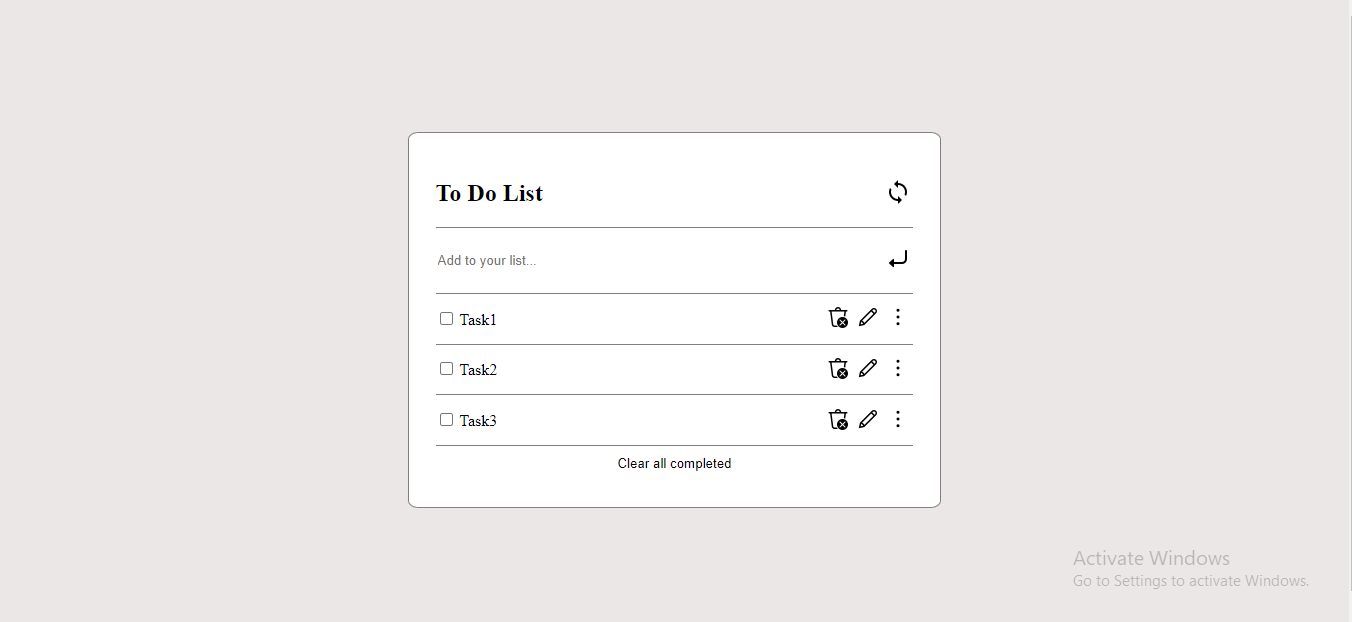 To Do List
Add to your list...
Task1
Task2
Task3
Clear all completed
Activate Windows
Go to Settings to activate Windows.